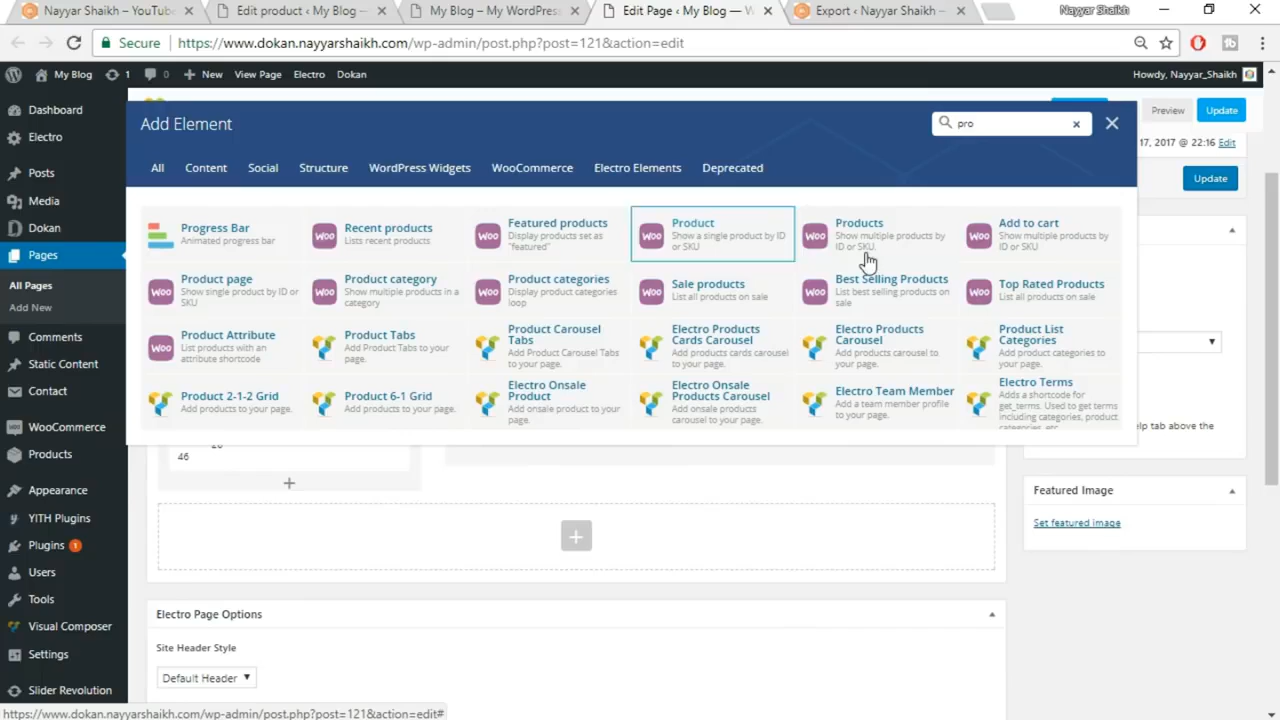 Nayyar Shaikh – YouTub
Edit product ‹ My Blog –
My Blog – My WordPress
Edit Page ‹ My Blog — W
Export ‹ Nayyar Shaikh —
Nayyar Shaikh
Secure
https://www.dokan.nayyarshaikh.com/wp-admin/post.php?post=121&action=edit
My Blog
1
0
New
View Page
Electro
Dokan
Howdy, Nayyar_Shaikh
Dashboard
Electro
Posts
Media
Dokan
Pages
All Pages
Add New
Comments
Static Content
Contact
WooCommerce
Products
Appearance
YITH Plugins
Plugins 1
Users
Tools
Visual Composer
Settings
Slider Revolution
Add Element
pro
All
Content
Social
Structure
WordPress Widgets
WooCommerce
Electro Elements
Deprecated
Progress Bar
Animated progress bar
Recent products
Lists recent products
Featured products
Display products set as
"featured"
Product
Show a single product by ID
or SKU
Products
Show multiple products by
ID or SKU.
Add to cart
Show multiple products by
ID or SKU
Product page
Show single product by ID or
SKU
Product category
Show multiple products in a
category
Product categories
Display product categories
loop
Sale products
List all products on sale
Best Selling Products
List best selling products on
sale
Top Rated Products
List all products on sale
Product Attribute
List products with an
attribute shortcode
Product Tabs
Add Product Tabs to your
page.
Product Carousel
Tabs
Add Product Carousel Tabs
to your page.
Electro Products
Cards Carousel
Add products cards carousel
to your page.
Electro Products
Carousel
Add products carousel to
your page.
Product List
Categories
Add product categories to
your page.
Product 2-1-2 Grid
Add products to your page.
Product 6-1 Grid
Add products to your page.
Electro Onsale
Product
Add onsale product to your
page.
Electro Onsale
Products Carousel
Add onsale products
carousel to your page.
Electro Team Member
Add a team member profile
to your page.
Electro Terms
Adds a shortcode for
get_terms. Used to get terms
including categories, product
categories, etc.
Preview
Update
17, 2017 @ 22:16 Edit
Update
elp tab above the
46
Featured Image
Set featured image
Electro Page Options
Site Header Style
Default Header
https://www.dokan.nayyarshaikh.com/wp-admin/post.php?post=121&action=edit#